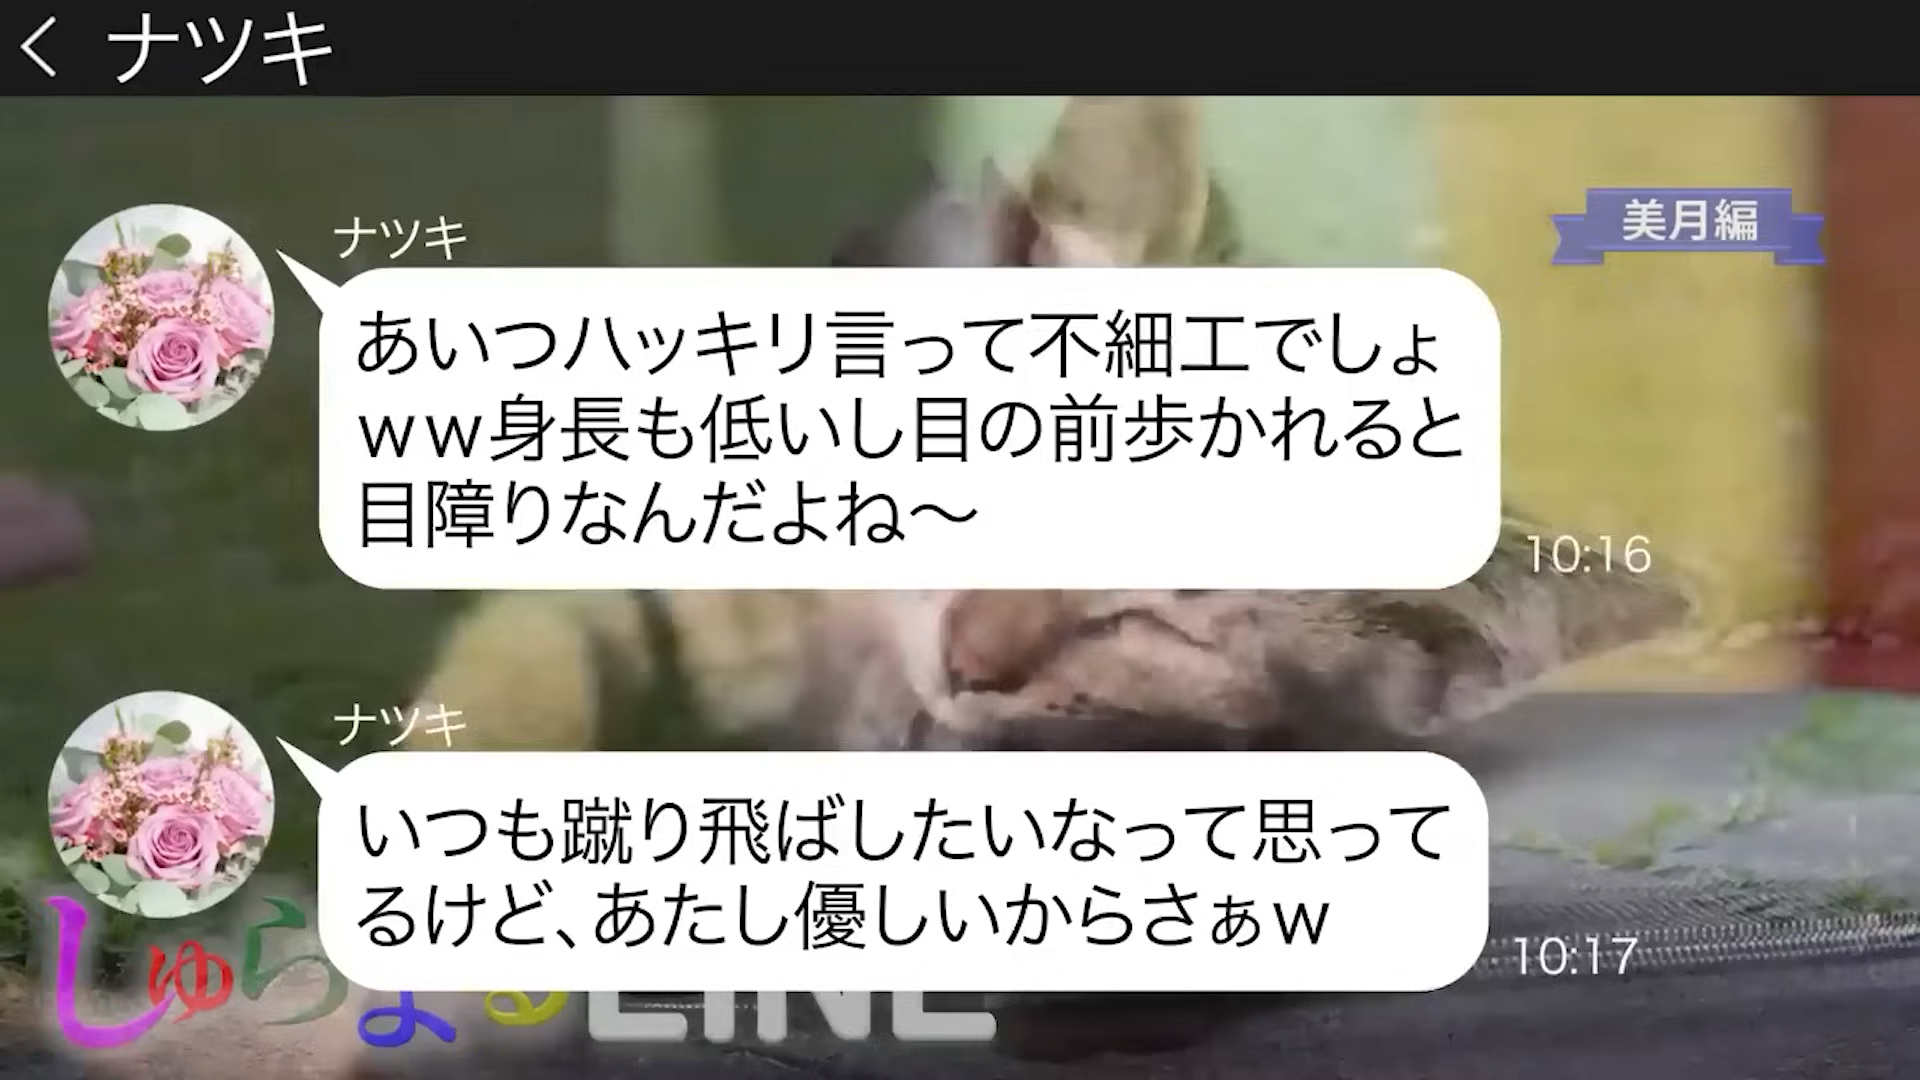 ナツキ
美月編
ナツキ
あいつハッキリ言って不細工でしょ
ｗｗ身長も低いし目の前歩かれると
目障りなんだよね～
10:16
ナツキ
いつも蹴り飛ばしたいなって思って
るけど、あたし優しいからさぁｗ
10:17
しゅら
LINE